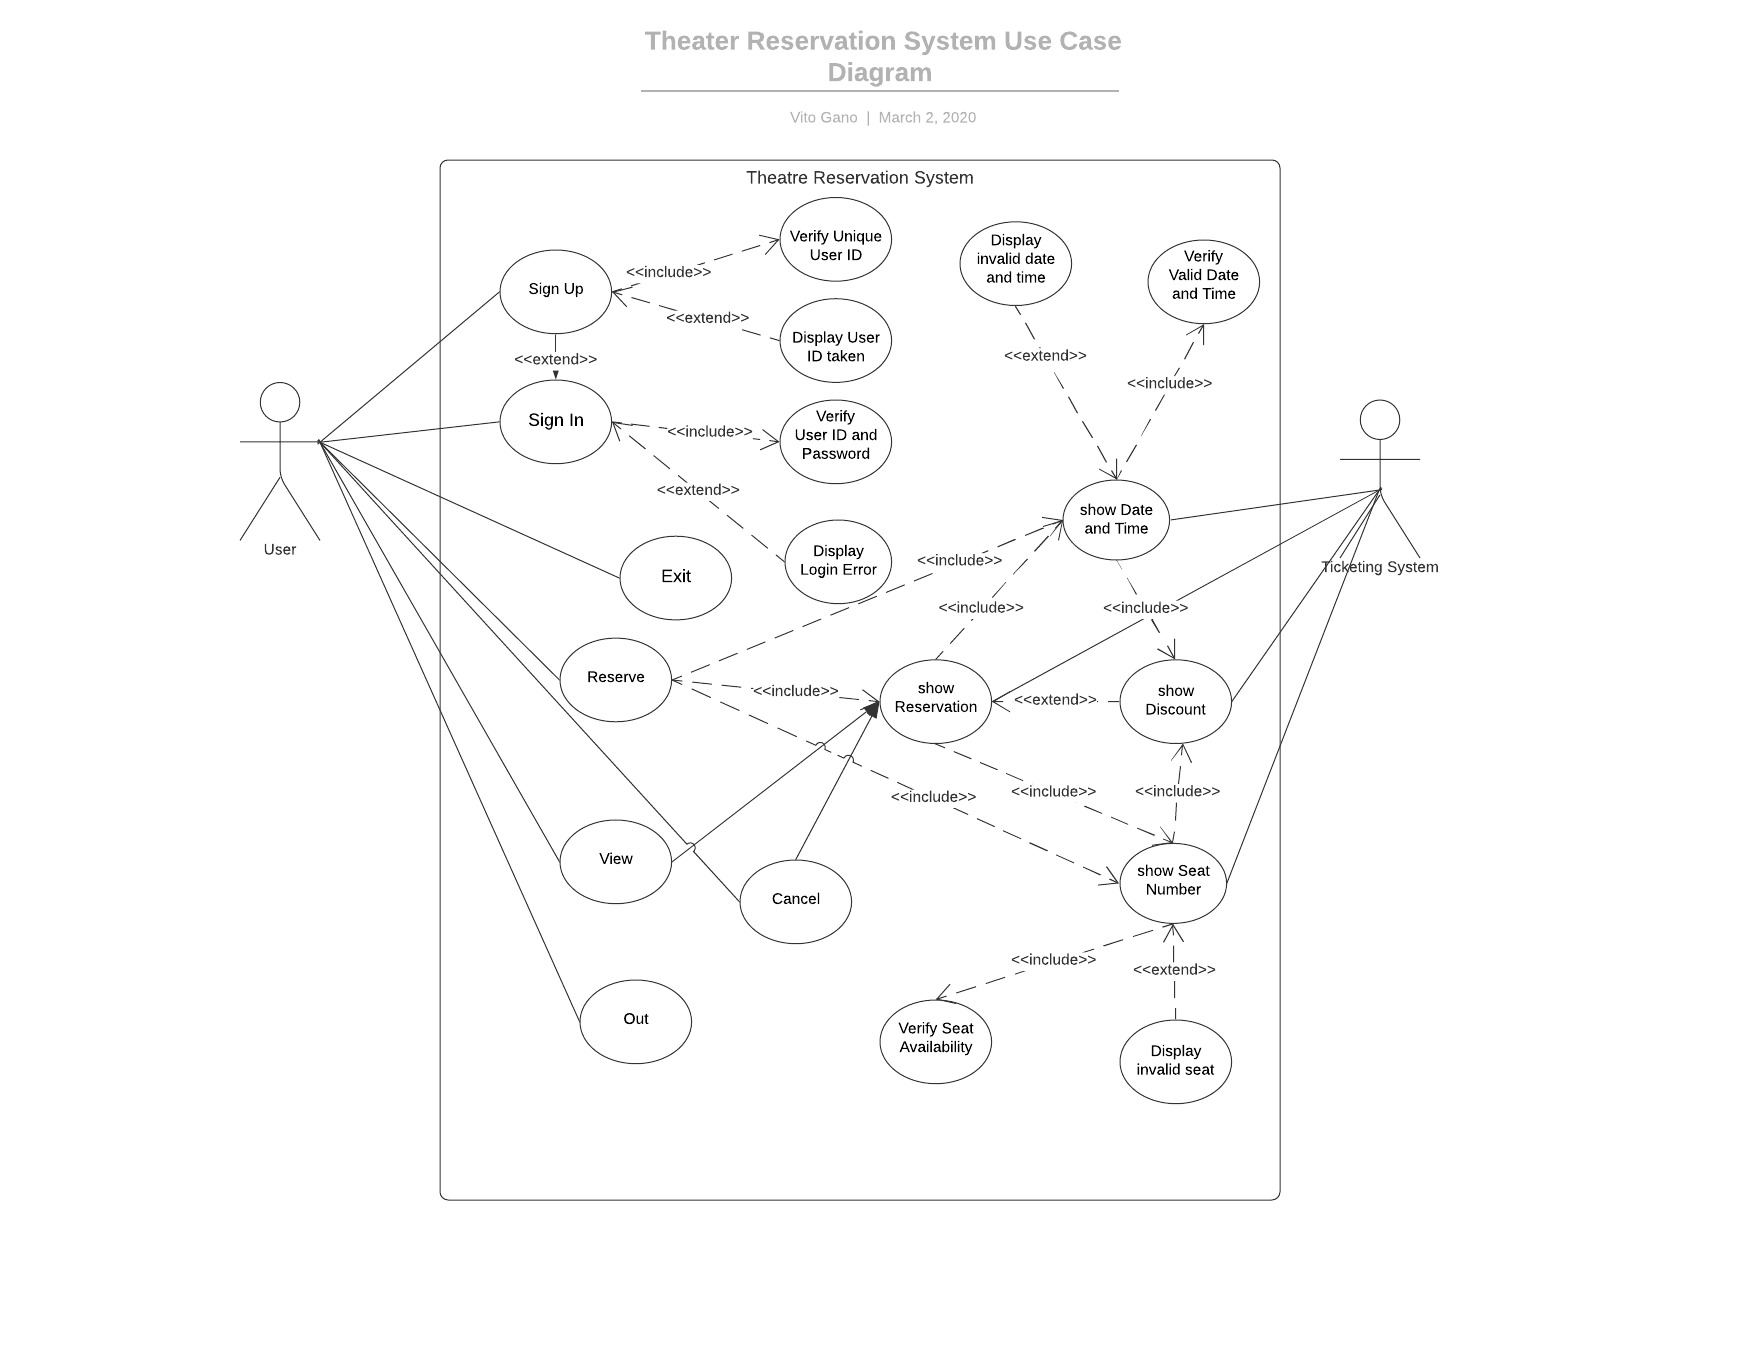 Theater Reservation System Use Case
Diagram
Vito Gano | March 2, 2020
Theatre Reservation System
Verify Unique
User ID
Display
invalid date
and time
Verify
Valid Date
and Time
<<include>>
Sign Up
<<extend>>
Display User
ID taken
<<extend>>
<<extend>>
<<include>>
Sign In
<<include>>
Verify
User ID and
Password
<<extend>>
show Date
and Time
User
Display
Login Error
<<include>>
Ticketing System
Exit
<<include>>
<<include>>
Reserve
<<include>>
show
Reservation
<<extend>>
show
Discount
<<include>>
<<include>>
<<include>>
View
show Seat
Number
Cancel
<<include>>
<<extend>>
Out
Verify Seat
Availability
Display
invalid seat